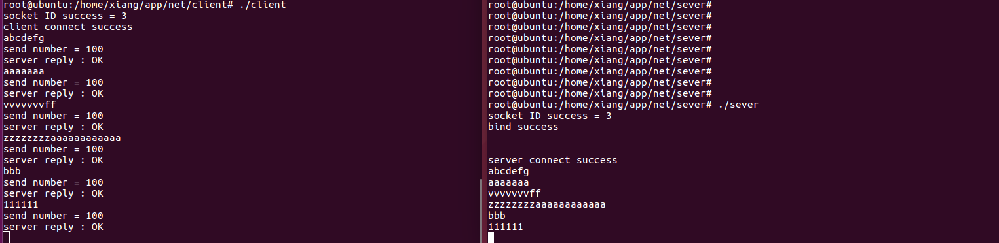 root@ubuntu:/home/xiang/app/net/client# ./client
socket ID success = 3
client connect success
abcdefg
send number = 100
server reply : OK
aaaaaaa
send number = 100
server reply : OK
vvvvvvvff
send number = 100
server reply : OK
zzzzzzzzaaaaaaaaaaaa
send number = 100
server reply : OK
bbb
send number = 100
server reply : OK
111111
send number = 100
server reply : OK
root@ubuntu:/home/xiang/app/net/sever#
root@ubuntu:/home/xiang/app/net/sever#
root@ubuntu:/home/xiang/app/net/sever#
root@ubuntu:/home/xiang/app/net/sever#
root@ubuntu:/home/xiang/app/net/sever#
root@ubuntu:/home/xiang/app/net/sever#
root@ubuntu:/home/xiang/app/net/sever#
root@ubuntu:/home/xiang/app/net/sever#
root@ubuntu:/home/xiang/app/net/sever#
root@ubuntu:/home/xiang/app/net/sever# ./sever
socket ID success = 3
bind success
server connect success
abcdefg
aaaaaaa
vvvvvvvff
zzzzzzzzaaaaaaaaaaaa
bbb
111111